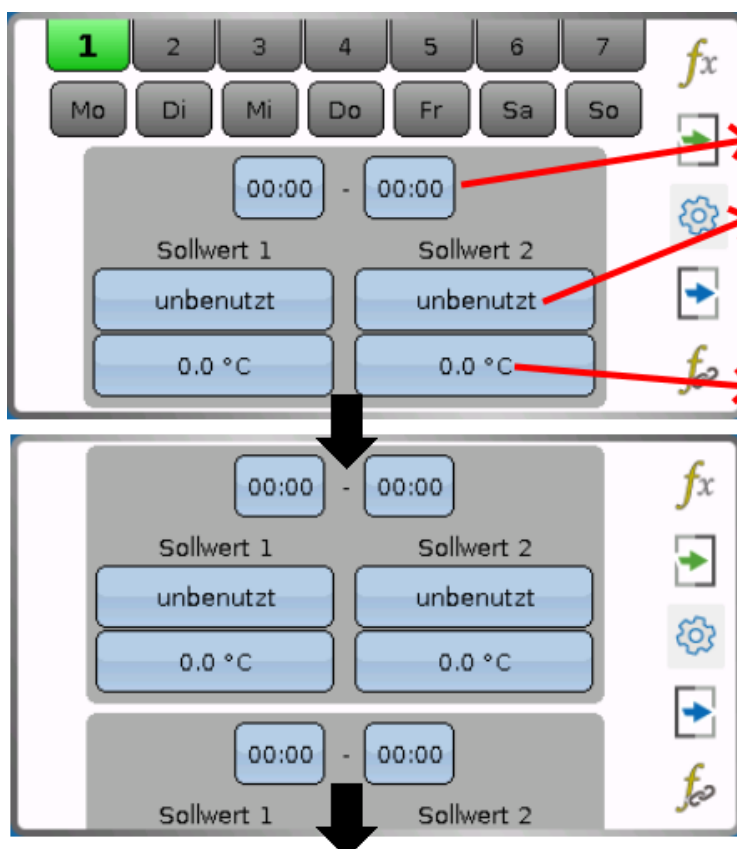 1 2 3 4 5 6 7
Mo Di Mi Do Fr Sa So
00:00 - 00:00
Sollwert 1 Sollwert 2
unbenutzt unbenutzt
0.0 °C 0.0 °C
00:00 - 00:00
Sollwert 1 Sollwert 2
unbenutzt unbenutzt
0.0 °C 0.0 °C
00:00 - 00:00
Sollwert 1 Sollwert 2